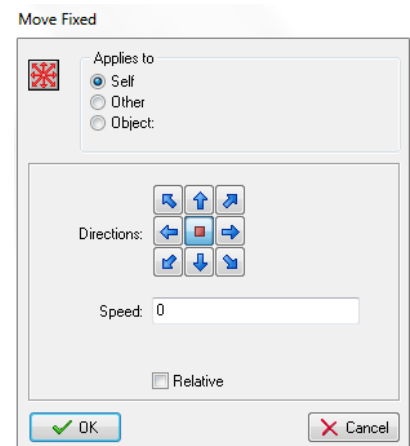 Move Fixed
Applies to
Self
Other
Object:
Directions:
Speed: 0
Relative
OK Cancel